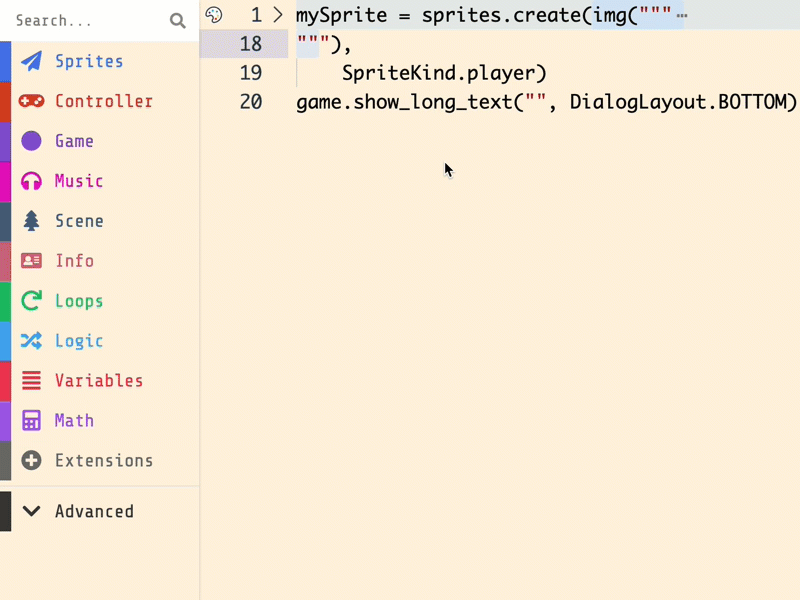 Search...
Sprites
Controller
Game
Music
Scene
Info
Loops
Logic
Variables
Math
Extensions
Advanced
1 mySprite = sprites.create(img("""
18 """),
19 SpriteKind.player)
20 game.show_long_text("", DialogLayout.BOTTOM)